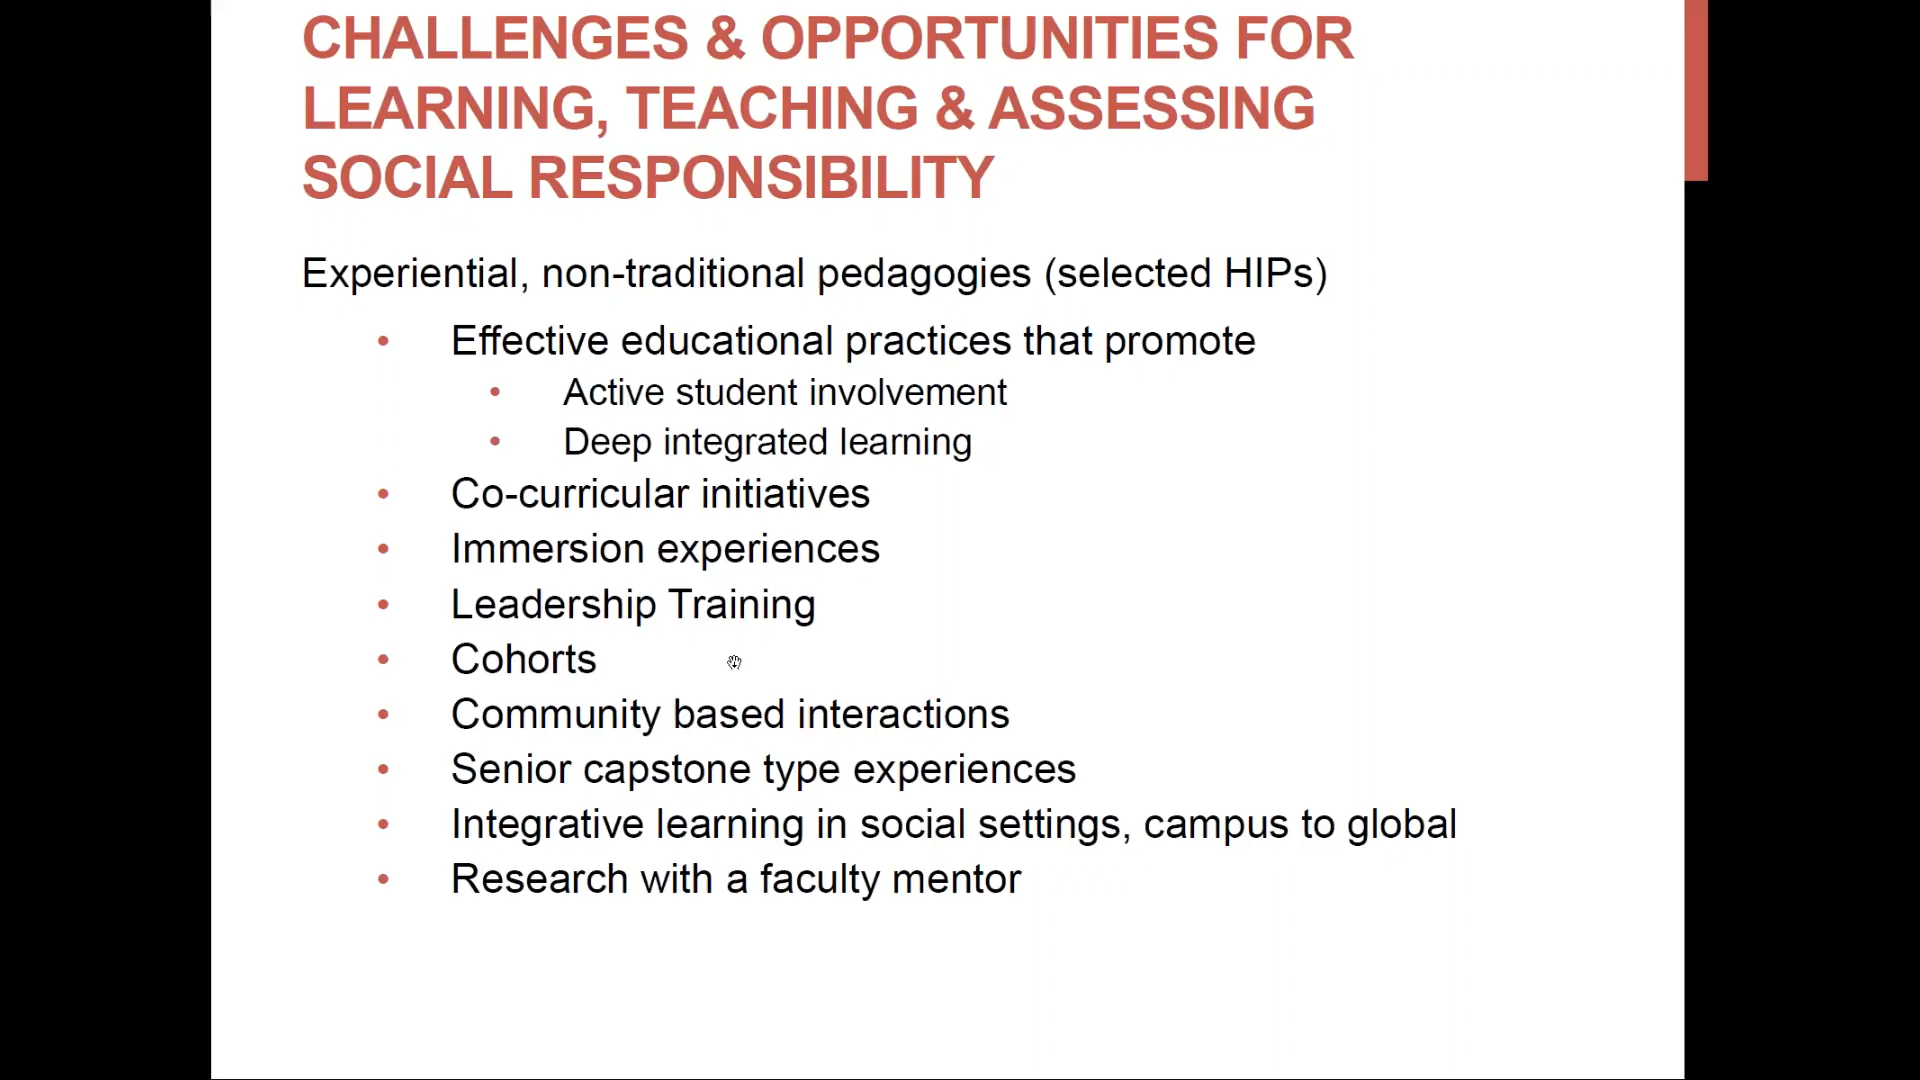 CHALLENGES & OPPORTUNITIES FOR
LEARNING, TEACHING & ASSESSING
SOCIAL RESPONSIBILITY
Experiential, non-traditional pedagogies (selected HIPs)
• Effective educational practices that promote
• Active student involvement
• Deep integrated learning
• Co-curricular initiatives
• Immersion experiences
• Leadership Training
• Cohorts
• Community based interactions
• Senior capstone type experiences
• Integrative learning in social settings, campus to global
• Research with a faculty mentor